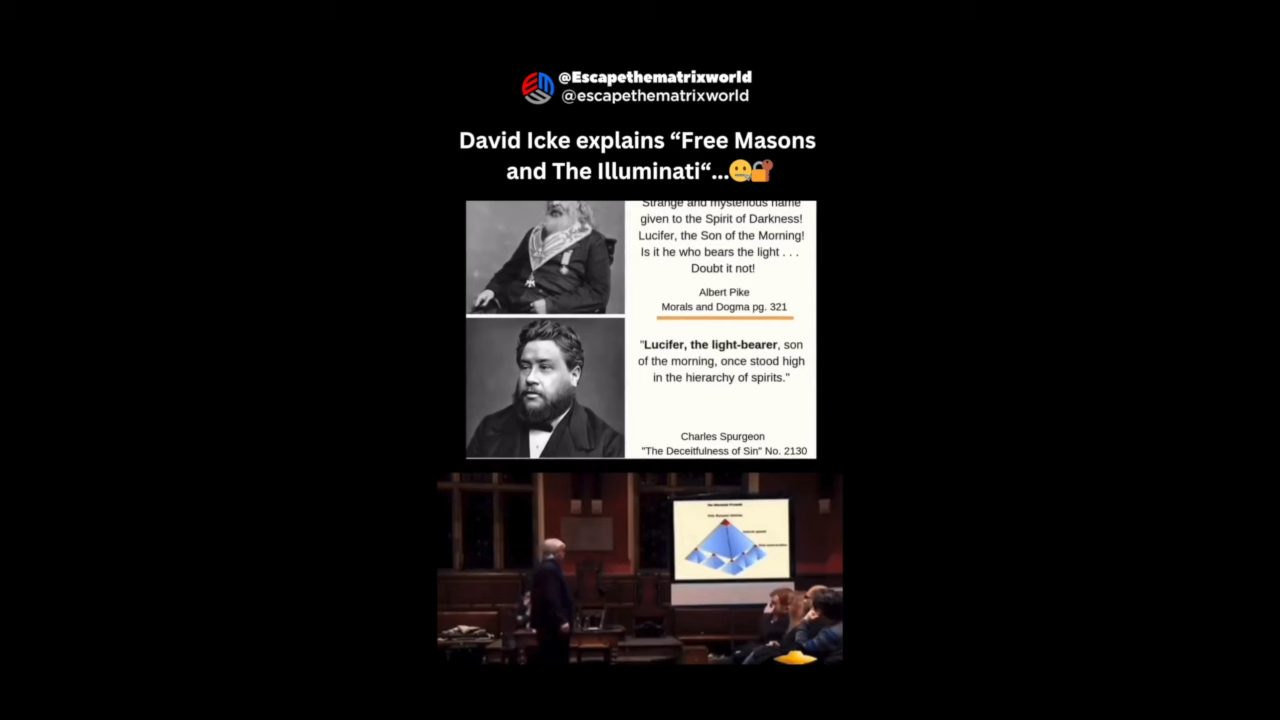 @Escapethematrixworld
@escapethematrixworld
David Icke explains “Free Masons
and The Illuminati“...🤐🔐
Strange and mysterious name
given to the Spirit of Darkness!
Lucifer, the Son of the Morning!
Is it he who bears the light . . .
Doubt it not!
Albert Pike
Morals and Dogma pg. 321
"Lucifer, the light-bearer, son
of the morning, once stood high
in the hierarchy of spirits."
Charles Spurgeon
"The Deceitfulness of Sin" No. 2130